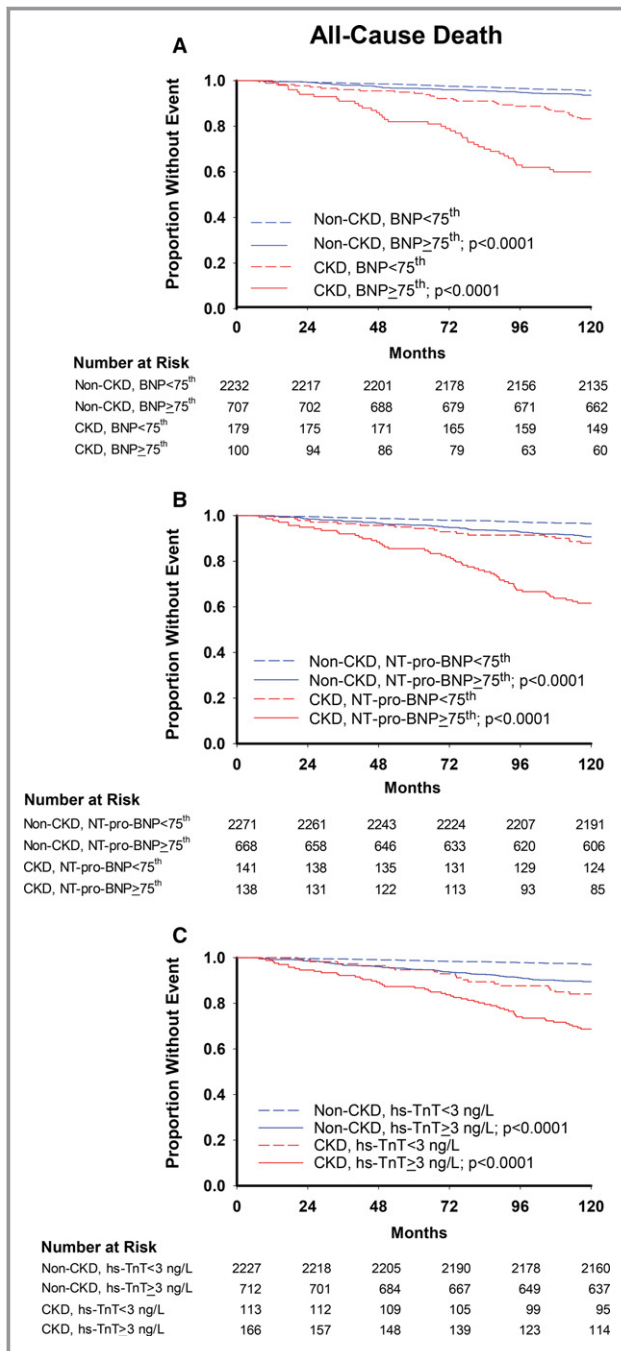 All-Cause Death
A
Proportion Without Event
1.0
0.8
0.6
0.4
0.2
0.0
Non-CKD, BNP<75th
Non-CKD, BNP≥75th; p<0.0001
CKD, BNP<75th
CKD, BNP≥75th; p<0.0001
0 24 48 72 96 120
Months
Number at Risk
Non-CKD, BNP<75th 2232 2217 2201 2178 2156 2135
Non-CKD, BNP≥75th 707 702 688 679 671 662
CKD, BNP<75th 179 175 171 165 159 149
CKD, BNP≥75th 100 94 86 79 63 60
B
Proportion Without Event
1.0
0.8
0.6
0.4
0.2
0.0
Non-CKD, NT-pro-BNP<75th
Non-CKD, NT-pro-BNP≥75th; p<0.0001
CKD, NT-pro-BNP<75th
CKD, NT-pro-BNP≥75th; p<0.0001
0 24 48 72 96 120
Months
Number at Risk
Non-CKD, NT-pro-BNP<75th 2271 2261 2243 2224 2207 2191
Non-CKD, NT-pro-BNP≥75th 668 658 646 633 620 606
CKD, NT-pro-BNP<75th 141 138 135 131 129 124
CKD, NT-pro-BNP≥75th 138 131 122 113 93 85
C
Proportion Without Event
1.0
0.8
0.6
0.4
0.2
0.0
Non-CKD, hs-TnT<3 ng/L
Non-CKD, hs-TnT≥3 ng/L; p<0.0001
CKD, hs-TnT<3 ng/L
CKD, hs-TnT≥3 ng/L; p<0.0001
0 24 48 72 96 120
Months
Number at Risk
Non-CKD, hs-TnT<3 ng/L 2227 2218 2205 2190 2178 2160
Non-CKD, hs-TnT≥3 ng/L 712 701 684 667 649 637
CKD, hs-TnT<3 ng/L 113 112 109 105 99 95
CKD, hs-TnT≥3 ng/L 166 157 148 139 123 114